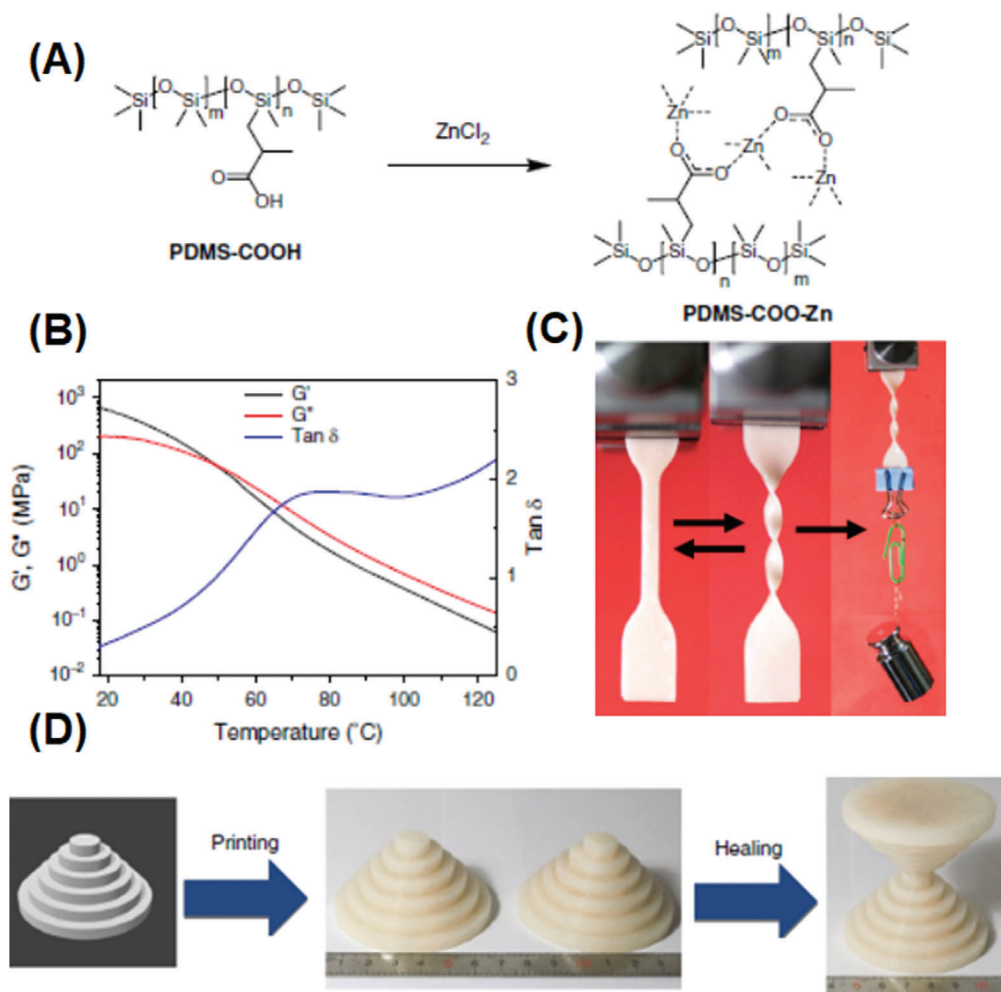 (A)
Si
O
Si
m
O
Si
n
O
Si
O
OH
PDMS-COOH
ZnCl2
Si
O
Si
m
O
Si
n
O
Si
Zn
O
O
Zn
O
O
Zn
Si
O
Si
O
n
Si
O
m
Si
PDMS-COO-Zn
(B)
G', G" (MPa)
10³
10²
10¹
10⁰
10⁻¹
10⁻²
G'
G"
Tan δ
3
2
1
0
Tan δ
20 40 60 80 100 120
Temperature (°C)
(C)
(D)
Printing
Healing